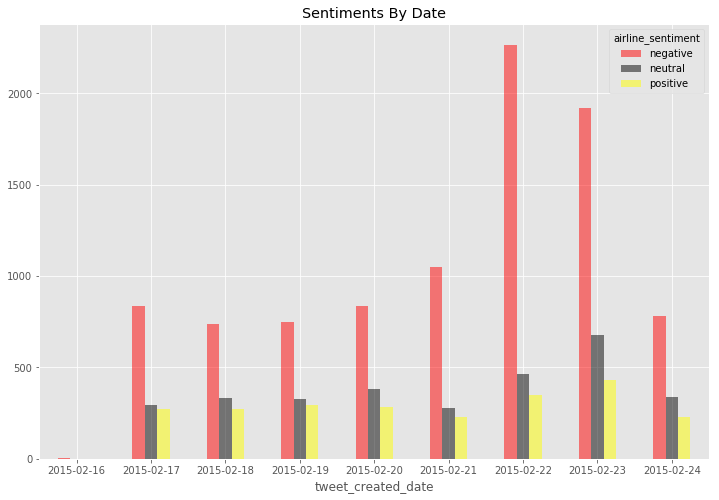 Sentiments By Date
airline_sentiment
negative
neutral
positive
2000
1500
1000
500
0
2015-02-16 2015-02-17 2015-02-18 2015-02-19 2015-02-20 2015-02-21 2015-02-22 2015-02-23 2015-02-24
tweet_created_date